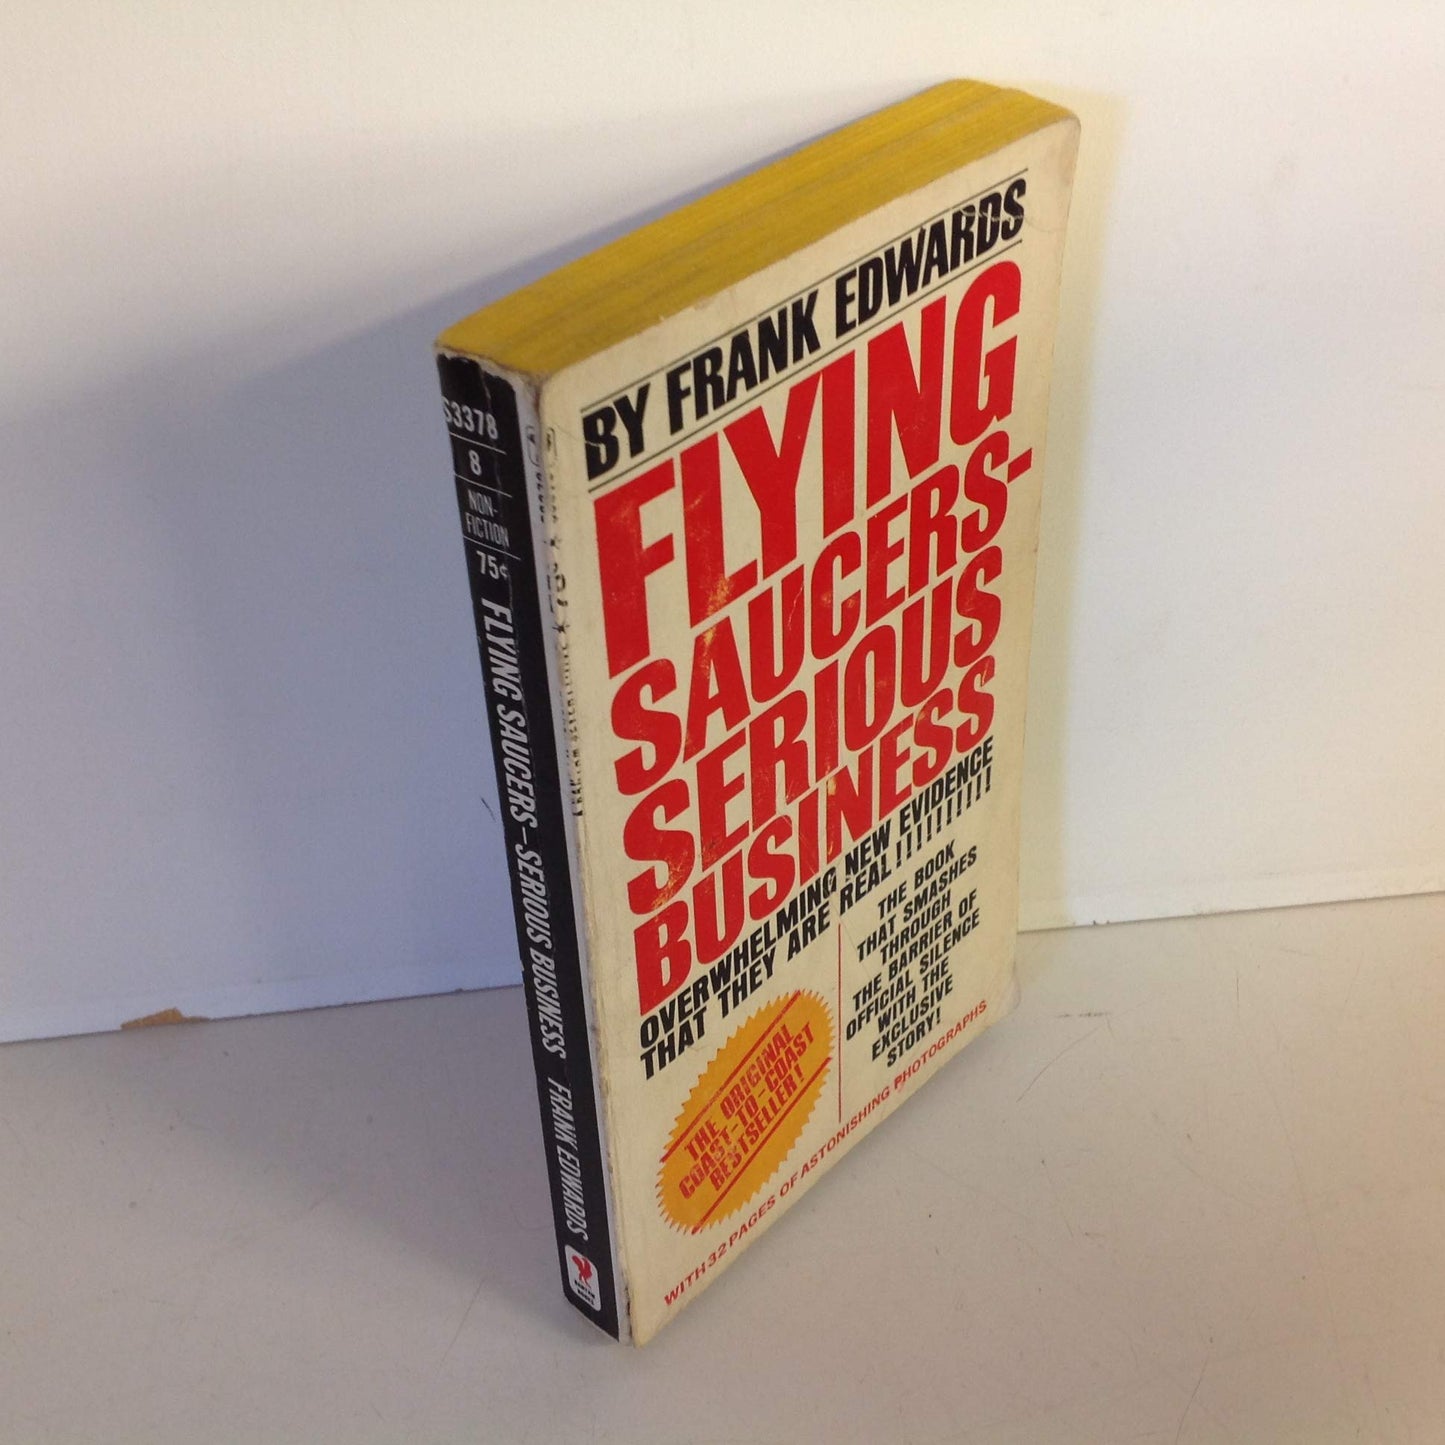 BY FRANK EDWARDS
FLYING
SAUCERS-
SERIOUS
BUSINESS
OVERWHELMING NEW EVIDENCE
THAT THEY ARE REAL!!!!!!!!!!
THE ORIGINAL
COAST-TO-COAST
BESTSELLER!
THE BOOK
THAT SMASHES
THROUGH
THE BARRIER OF
OFFICIAL SILENCE
WITH THE
EXCLUSIVE
STORY!
WITH 32 PAGES OF ASTONISHING PHOTOGRAPHS
S3378
8
NON-
FICTION
75¢
FLYING SAUCERS—SERIOUS BUSINESS FRANK EDWARDS